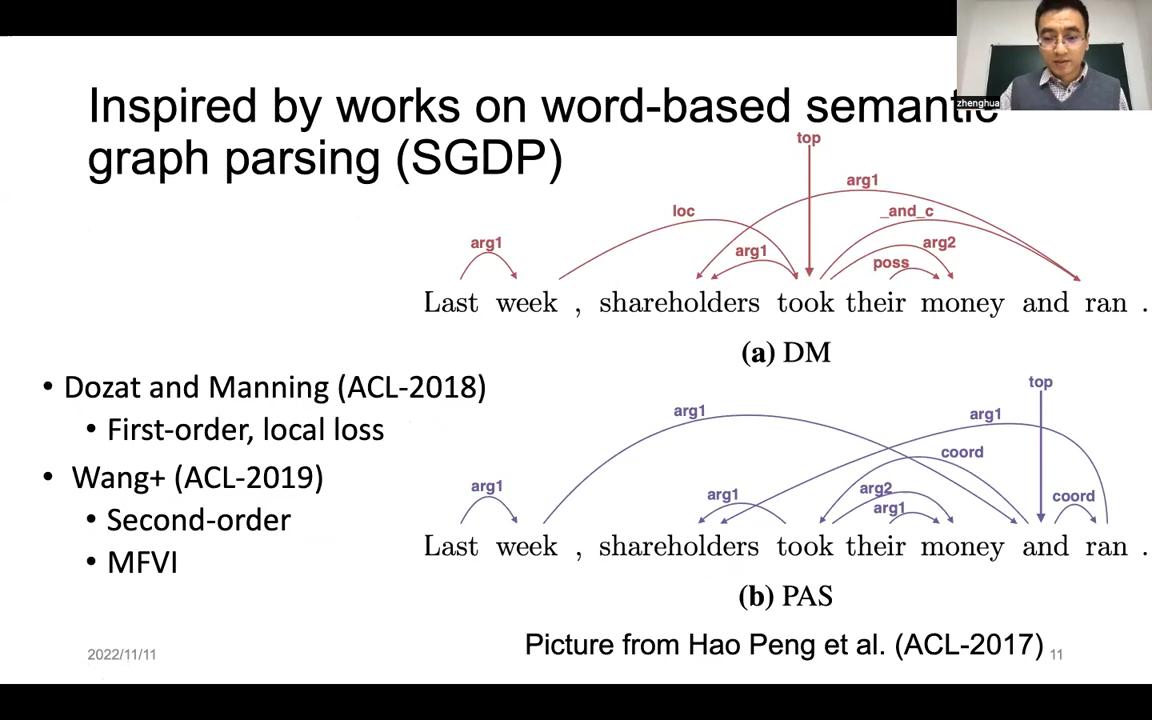 zhenghua
Inspired by works on word-based semantic
graph parsing (SGDP)
top
arg1
loc
_and_c
arg1
arg1
arg2
poss
Last week , shareholders took their money and ran .
(a) DM
• Dozat and Manning (ACL-2018)
• First-order, local loss
• Wang+ (ACL-2019)
• Second-order
• MFVI
top
arg1
arg1
coord
arg1
arg1
arg2
arg1
coord
Last week , shareholders took their money and ran .
(b) PAS
Picture from Hao Peng et al. (ACL-2017)
2022/11/11
11